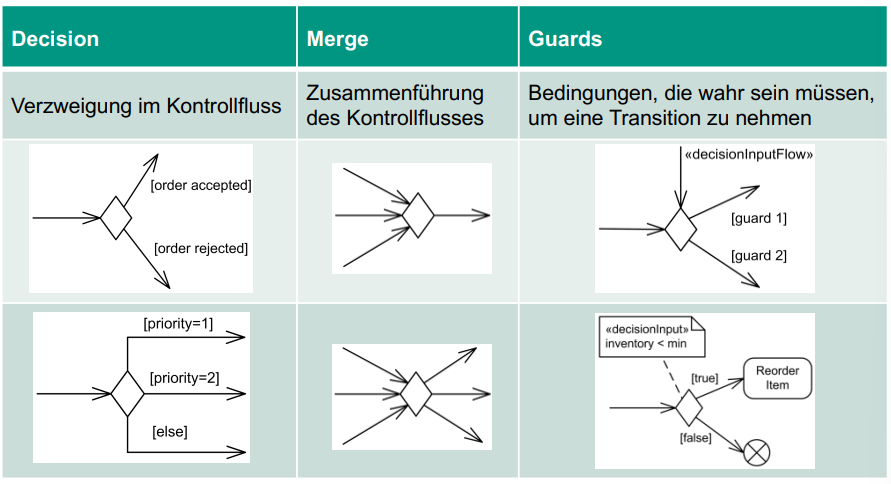 Decision
Merge
Guards
Verzweigung im Kontrollfluss
Zusammenführung
des Kontrollflusses
Bedingungen, die wahr sein müssen,
um eine Transition zu nehmen
[order accepted]
[order rejected]
«decisionInputFlow»
[guard 1]
[guard 2]
[priority=1]
[priority=2]
[else]
«decisionInput»
inventory < min
[true]
Reorder
Item
[false]